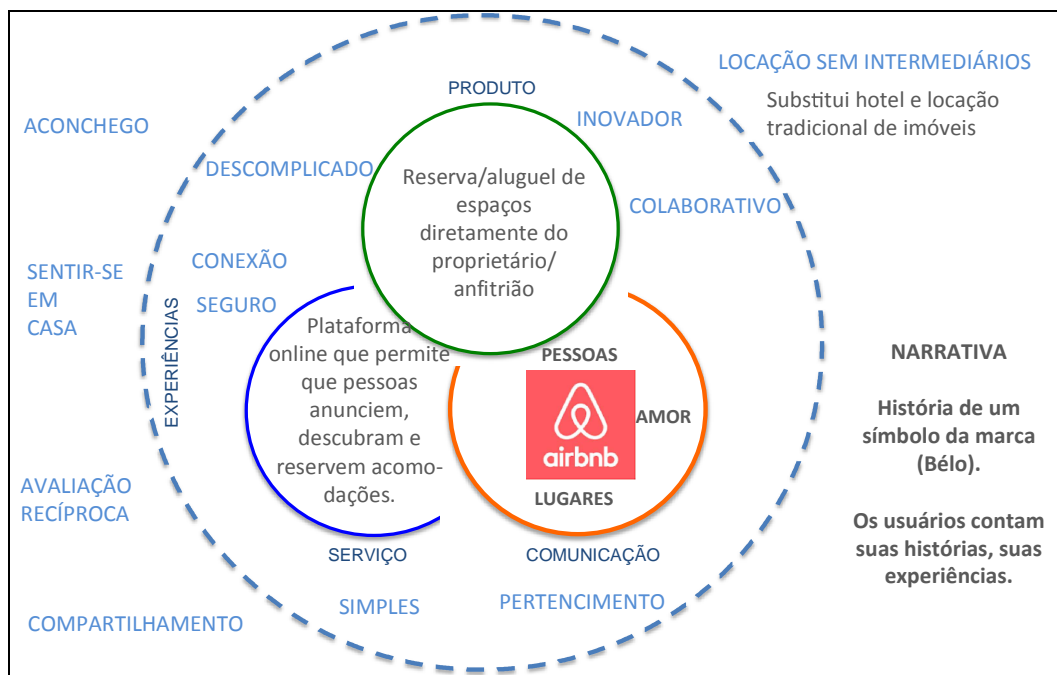 LOCAÇÃO SEM INTERMEDIÁRIOS
Substitui hotel e locação
tradicional de imóveis
PRODUTO
INOVADOR
ACONCHEGO
DESCOMPLICADO
Reserva/aluguel de
espaços
diretamente do
proprietário/
anfitrião
COLABORATIVO
CONEXÃO
SENTIR-SE
EM
CASA
SEGURO
EXPERIÊNCIAS
Plataforma
online que permite
que pessoas
anunciem,
descubram e
reservem acomo-
dações.
PESSOAS
AMOR
airbnb
LUGARES
NARRATIVA
História de um
símbolo da marca
(Bélo).
Os usuários contam
suas histórias, suas
experiências.
AVALIAÇÃO
RECÍPROCA
SERVIÇO
COMUNICAÇÃO
SIMPLES
PERTENCIMENTO
COMPARTILHAMENTO